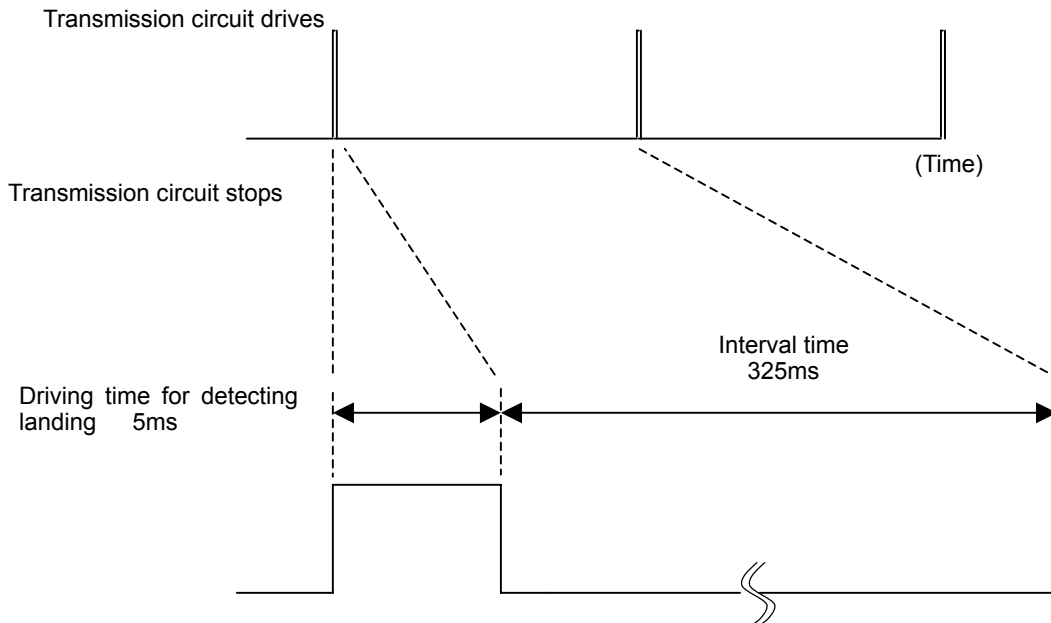 Transmission circuit drives
(Time)
Transmission circuit stops
Interval time
325ms
Driving time for detecting
landing 5ms